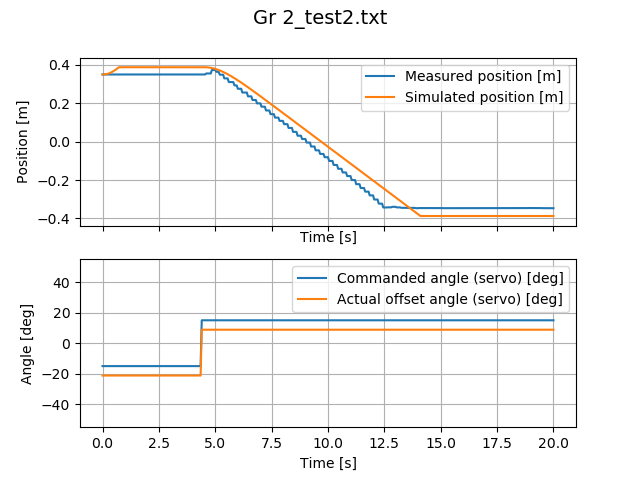 Gr 2_test2.txt
0.4
0.2
0.0
−0.2
−0.4
Position [m]
Measured position [m]
Simulated position [m]
Time [s]
40
20
0
−20
−40
Angle [deg]
Commanded angle (servo) [deg]
Actual offset angle (servo) [deg]
0.0 2.5 5.0 7.5 10.0 12.5 15.0 17.5 20.0
Time [s]